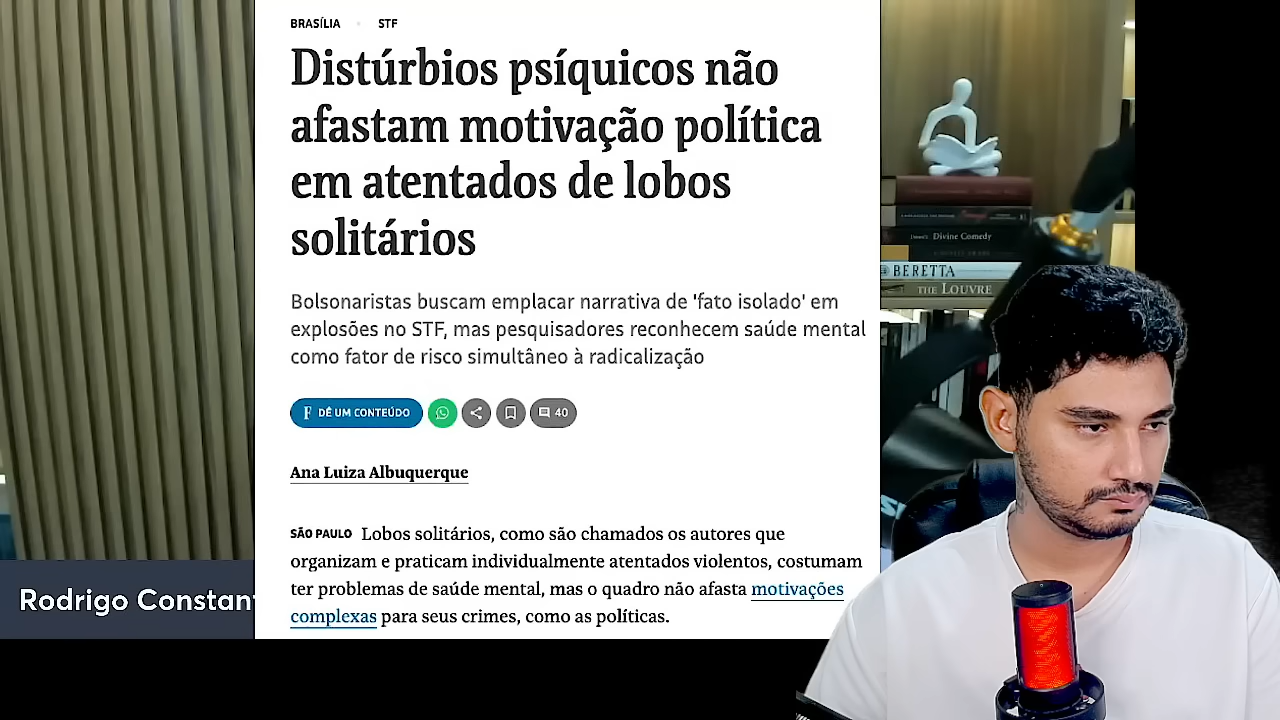 BRASÍLIA STF
Distúrbios psíquicos não
afastam motivação política
em atentados de lobos
solitários
Bolsonaristas buscam emplacar narrativa de 'fato isolado' em
explosões no STF, mas pesquisadores reconhecem saúde mental
como fator de risco simultâneo à radicalização
F DÊ UM CONTEÚDO 40
Ana Luiza Albuquerque
SÃO PAULO Lobos solitários, como são chamados os autores que
organizam e praticam individualmente atentados violentos, costumam
ter problemas de saúde mental, mas o quadro não afasta motivações
complexas para seus crimes, como as políticas.
Rodrigo Constant
Divine Comedy
BERETTA
THE LOUVRE